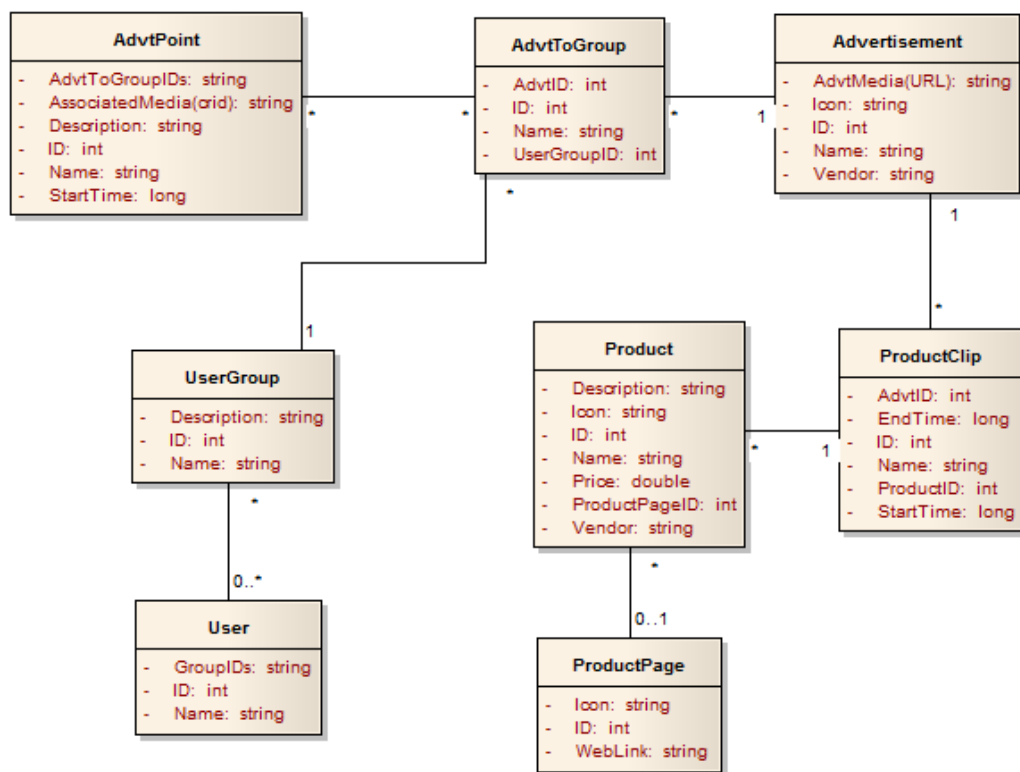 AdvtPoint
- AdvtToGroupIDs: string
- AssociatedMedia(crid): string
- Description: string
- ID: int
- Name: string
- StartTime: long
* *
AdvtToGroup
- AdvtID: int
- ID: int
- Name: string
- UserGroupID: int
* 1
Advertisement
- AdvtMedia(URL): string
- Icon: string
- ID: int
- Name: string
- Vendor: string
*
1
1
*
UserGroup
- Description: string
- ID: int
- Name: string
*
0..*
User
- GroupIDs: string
- ID: int
- Name: string
Product
- Description: string
- Icon: string
- ID: int
- Name: string
- Price: double
- ProductPageID: int
- Vendor: string
* 1
ProductClip
- AdvtID: int
- EndTime: long
- ID: int
- Name: string
- ProductID: int
- StartTime: long
*
0..1
ProductPage
- Icon: string
- ID: int
- WebLink: string